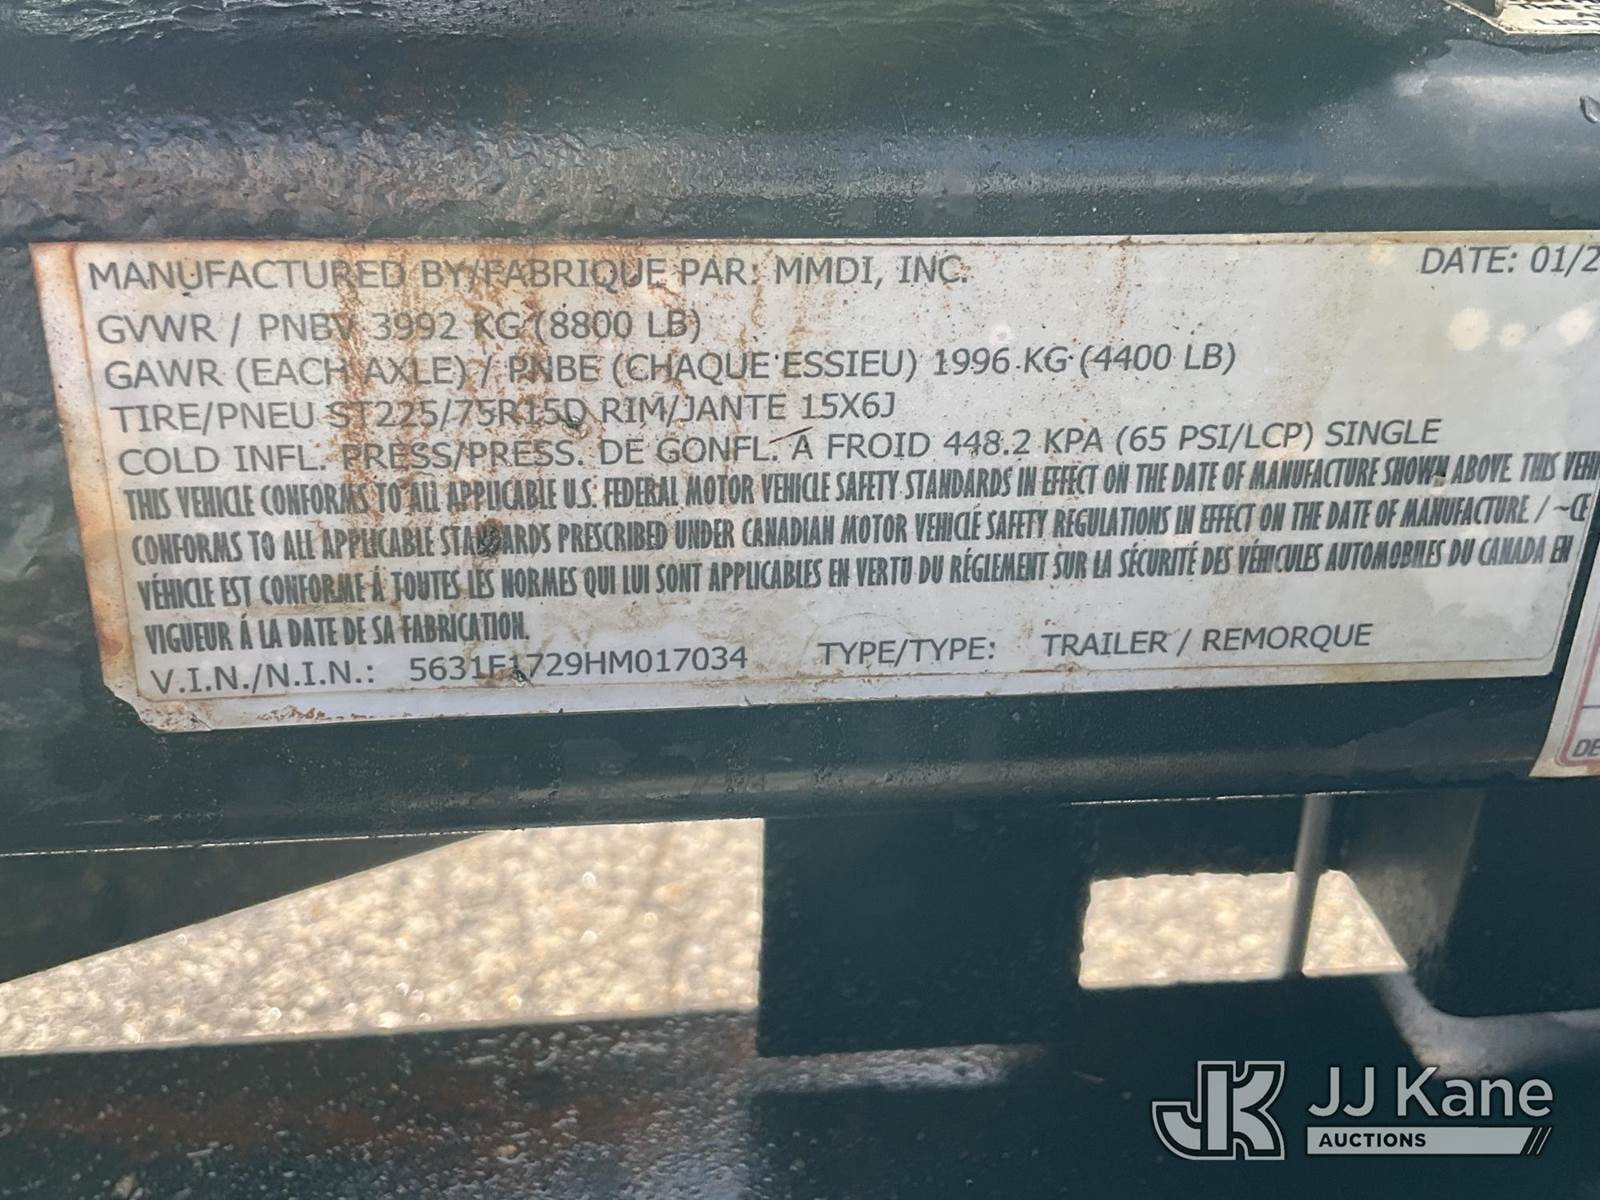 MANUFACTURED BY/FABRIQUE PAR: MMDI, INC. DATE: 01/2
GVWR / PNBV 3992 KG (8800 LB)
GAWR (EACH AXLE) / PNBE (CHAQUE ESSIEU) 1996 KG (4400 LB)
TIRE/PNEU ST225/75R15D RIM/JANTE 15X6J
COLD INFL. PRESS/PRESS. DE GONFL. A FROID 448.2 KPA (65 PSI/LCP) SINGLE
THIS VEHICLE CONFORMS TO ALL APPLICABLE U.S. FEDERAL MOTOR VEHICLE SAFETY STANDARDS IN EFFECT ON THE DATE OF MANUFACTURE SHOWN ABOVE. THIS VEHI
CONFORMS TO ALL APPLICABLE STANDARDS PRESCRIBED UNDER CANADIAN MOTOR VEHICLE SAFETY REGULATIONS IN EFFECT ON THE DATE OF MANUFACTURE / ~CE
VÉHICLE EST CONFORME Á TOUTES LES NORMES QUI LUI SONT APPLICABLES EN VERTU DU RÉGLEMENT SUR LA SÉCURITÉ DES VÉHICULES AUTOMOBILES DU CANADA EN
VIGUEUR Á LA DATE DE SA FABRICATION.
V.I.N./N.I.N.: 5631F1729HM017034 TYPE/TYPE: TRAILER / REMORQUE
DE
JK JJ Kane
AUCTIONS